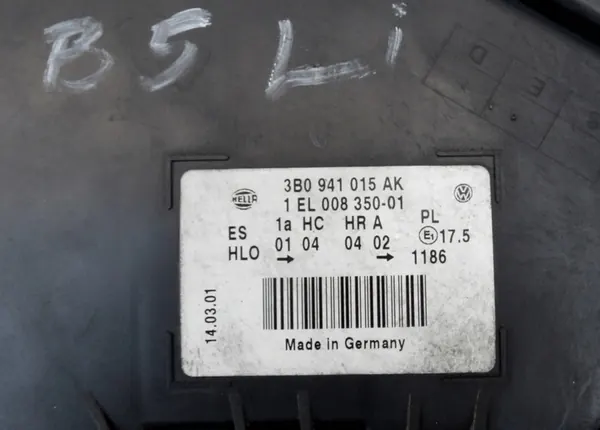 B5 Li
D
E
S
HELLA
3B0 941 015 AK
1 EL 008 350-01
1a HC HR A PL
ES 01 04 04 02 E1 17.5
HLO → → 1186
14.03.01
Made in Germany